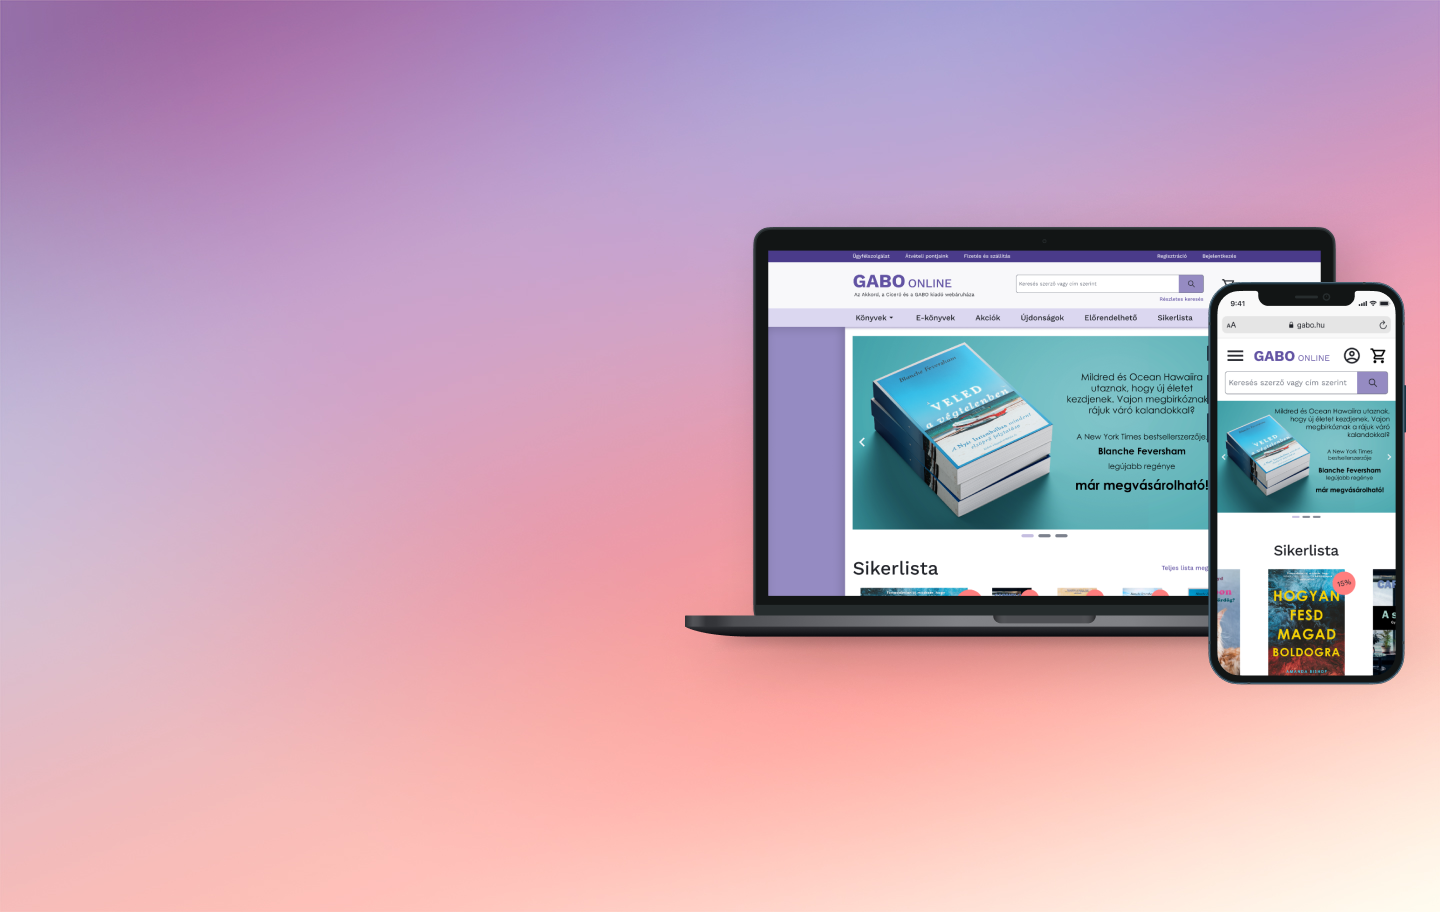 Ügyfélszolgálat Átvételi pontjaink Fizetés és szállítás Regisztráció Bejelentkezés
GABO ONLINE
Az Akkord, a Ciceró és a GABO kiadó webáruháza
Keresés szerző vagy cím szerint
Részletes keresés
Könyvek E-könyvek Akciók Újdonságok Előrendelhető Sikerlista
Blanche Feversham
VELED
a végtelenben
A New York Timesban
Mildred és Ocean Hawaiira
utaznak, hogy új életet
kezdjenek. Vajon megbirkóznak
rájuk váró kalandokkal?
A New York Times bestsellerszerzője,
Blanche Feversham
legújabb regénye
már megvásárolható!
Sikerlista
Teljes lista meg
9:41
AA gabo.hu
GABO ONLINE
Keresés szerző vagy cím szerint
Mildred és Ocean Hawaiira utaznak,
hogy új életet kezdjenek. Vajon
megbirkóznak a rájuk váró
kalandokkal?
A New York Times
bestsellerszerzője
Blanche Feversham
legújabb regénye
már megvásárolható!
VELED
a végtelenben
Sikerlista
15%
HOGYAN
FESD
MAGAD
BOLDOGRA
A s